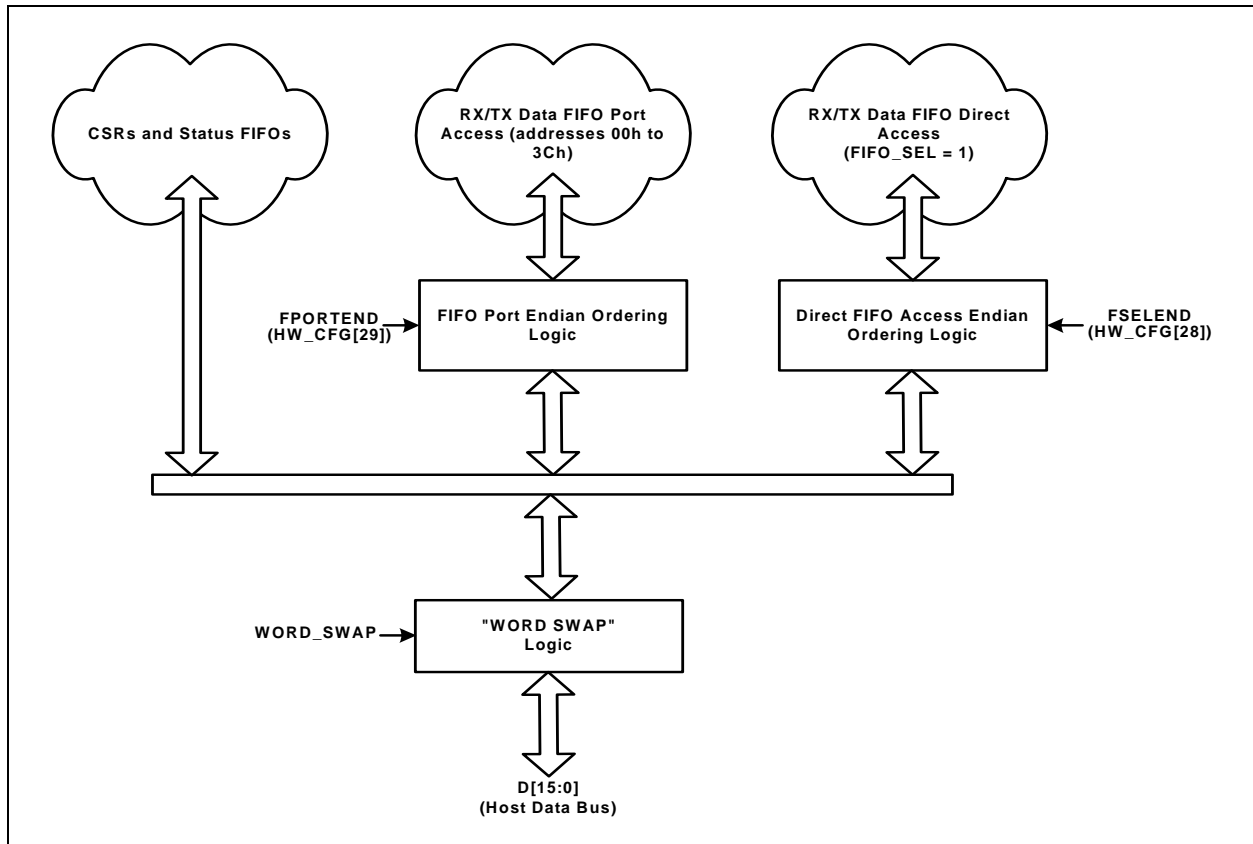 CSRs and Status FIFOs
RX/TX Data FIFO Port
Access (addresses 00h to
3Ch)
RX/TX Data FIFO Direct
Access
(FIFO_SEL = 1)
FPORTEND
(HW_CFG[29])
FIFO Port Endian Ordering
Logic
Direct FIFO Access Endian
Ordering Logic
FSELEND
(HW_CFG[28])
WORD_SWAP
"WORD SWAP"
Logic
D[15:0]
(Host Data Bus)